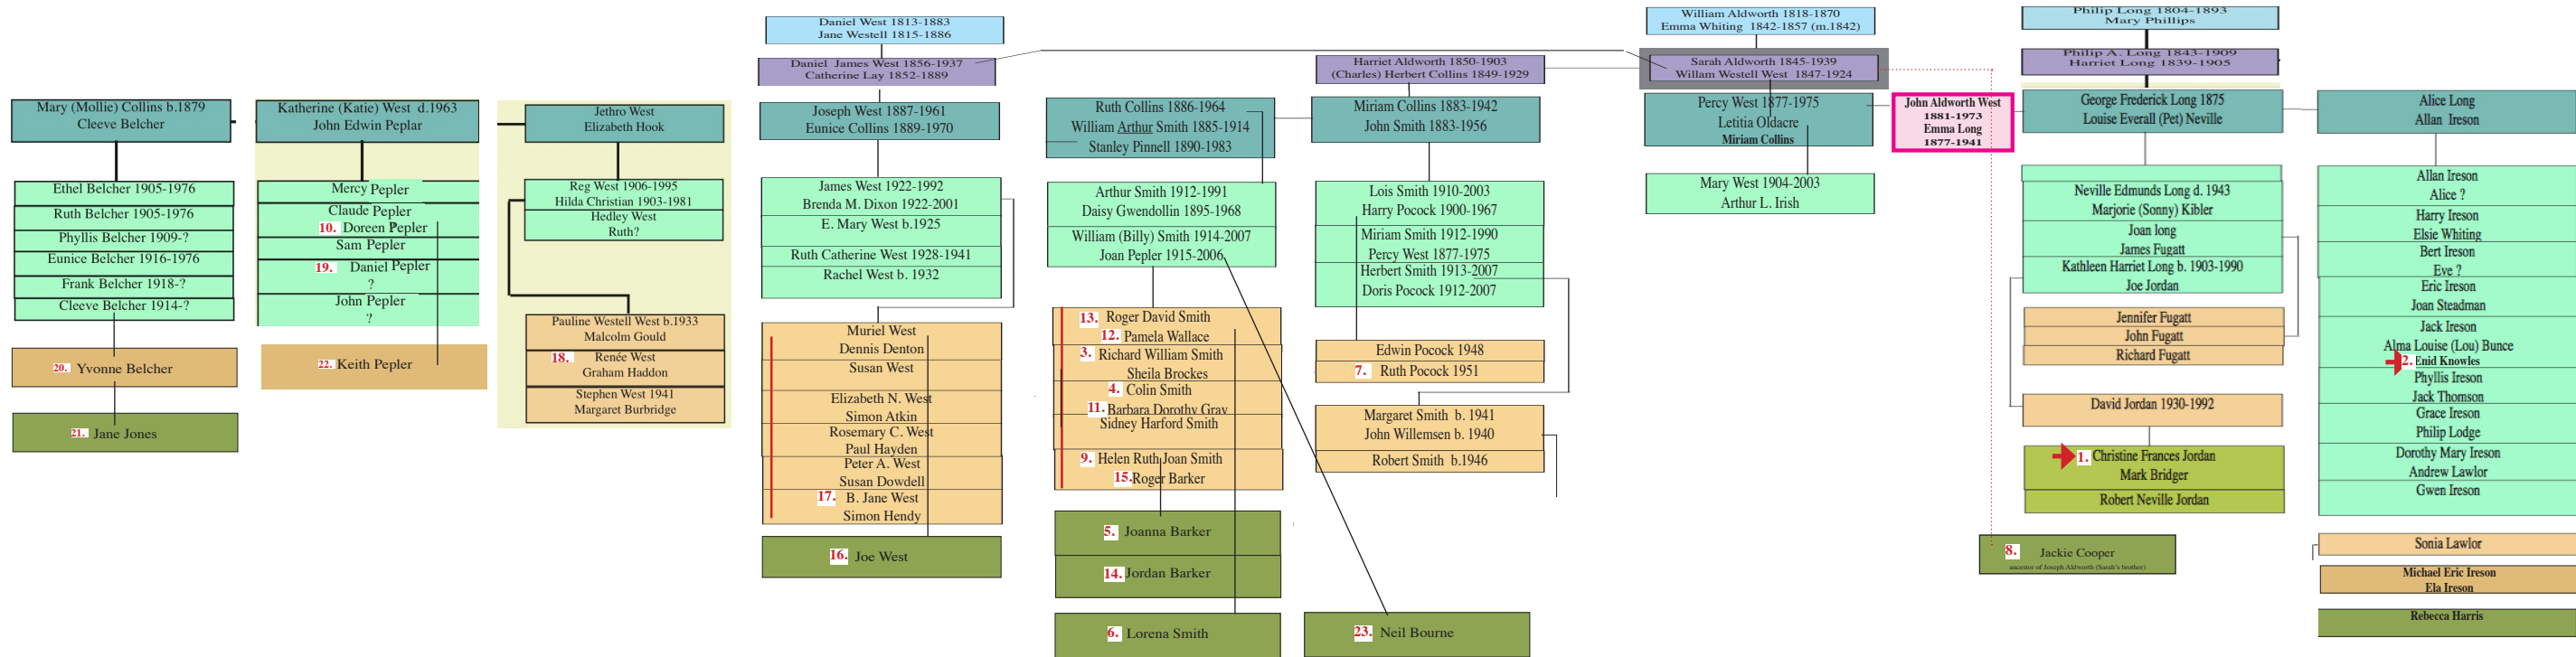 Daniel West 1813-1883
Jane Westell 1815-1886
William Aldworth 1818-1870
Emma Whiting 1842-1857 (m.1842)
Philip Long 1804-1893
Mary Phillips
Daniel James West 1856-1937
Catherine Lay 1852-1889
Harriet Aldworth 1850-1903
(Charles) Herbert Collins 1849-1929
Sarah Aldworth 1845-1939
Willam Westell West 1847-1924
Philip A. Long 1843-1909
Harriet Long 1839-1905
Mary (Mollie) Collins b.1879
Cleeve Belcher
Katherine (Katie) West d.1963
John Edwin Peplar
Jethro West
Elizabeth Hook
Joseph West 1887-1961
Eunice Collins 1889-1970
Ruth Collins 1886-1964
William Arthur Smith 1885-1914
Stanley Pinnell 1890-1983
Miriam Collins 1883-1942
John Smith 1883-1956
Percy West 1877-1975
Letitia Oldacre
Miriam Collins
John Aldworth West
1881-1973
Emma Long
1877-1941
George Frederick Long 1875
Louise Everall (Pet) Neville
Alice Long
Allan Ireson
Ethel Belcher 1905-1976
Ruth Belcher 1905-1976
Phyllis Belcher 1909-?
Eunice Belcher 1916-1976
Frank Belcher 1918-?
Cleeve Belcher 1914-?
20. Yvonne Belcher
21. Jane Jones
Mercy Pepler
Claude Pepler
10. Doreen Pepler
Sam Pepler
19. Daniel Pepler
?
John Pepler
?
22. Keith Pepler
Reg West 1906-1995
Hilda Christian 1903-1981
Hedley West
Ruth?
Pauline Westell West b.1933
Malcolm Gould
18. Renée West
Graham Haddon
Stephen West 1941
Margaret Burbridge
James West 1922-1992
Brenda M. Dixon 1922-2001
E. Mary West b.1925
Ruth Catherine West 1928-1941
Rachel West b. 1932
Muriel West
Dennis Denton
Susan West
Elizabeth N. West
Simon Atkin
Rosemary C. West
Paul Hayden
Peter A. West
Susan Dowdell
17. B. Jane West
Simon Hendy
16. Joe West
Arthur Smith 1912-1991
Daisy Gwendollin 1895-1968
William (Billy) Smith 1914-2007
Joan Pepler 1915-2006
13. Roger David Smith
12. Pamela Wallace
3. Richard William Smith
Sheila Brockes
4. Colin Smith
11. Barbara Dorothy Gray
Sidney Harford Smith
9. Helen Ruth Joan Smith
15. Roger Barker
5. Joanna Barker
14. Jordan Barker
6. Lorena Smith
Lois Smith 1910-2003
Harry Pocock 1900-1967
Miriam Smith 1912-1990
Percy West 1877-1975
Herbert Smith 1913-2007
Doris Pocock 1912-2007
Edwin Pocock 1948
7. Ruth Pocock 1951
Margaret Smith b. 1941
John Willemsen b. 1940
Robert Smith b.1946
23. Neil Bourne
Mary West 1904-2003
Arthur L. Irish
Neville Edmunds Long d. 1943
Marjorie (Sonny) Kibler
Joan long
James Fugatt
Kathleen Harriet Long b. 1903-1990
Joe Jordan
Jennifer Fugatt
John Fugatt
Richard Fugatt
David Jordan 1930-1992
1. Christine Frances Jordan
Mark Bridger
Robert Neville Jordan
8. Jackie Cooper
ancestor of Joseph Aldworth (Sarah's brother)
Allan Ireson
Alice ?
Harry Ireson
Elsie Whiting
Bert Ireson
Eve ?
Eric Ireson
Joan Steadman
Jack Ireson
Alma Louise (Lou) Bunce
2. Enid Knowles
Phyllis Ireson
Jack Thomson
Grace Ireson
Philip Lodge
Dorothy Mary Ireson
Andrew Lawlor
Gwen Ireson
Sonia Lawlor
Michael Eric Ireson
Ela Ireson
Rebecca Harris